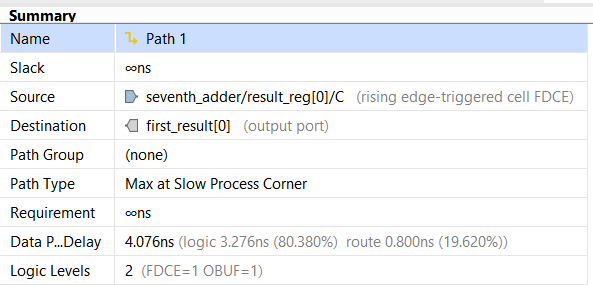 Summary
Name Path 1
Slack ∞ns
Source seventh_adder/result_reg[0]/C (rising edge-triggered cell FDCE)
Destination first_result[0] (output port)
Path Group (none)
Path Type Max at Slow Process Corner
Requirement ∞ns
Data P...Delay 4.076ns (logic 3.276ns (80.380%) route 0.800ns (19.620%))
Logic Levels 2 (FDCE=1 OBUF=1)